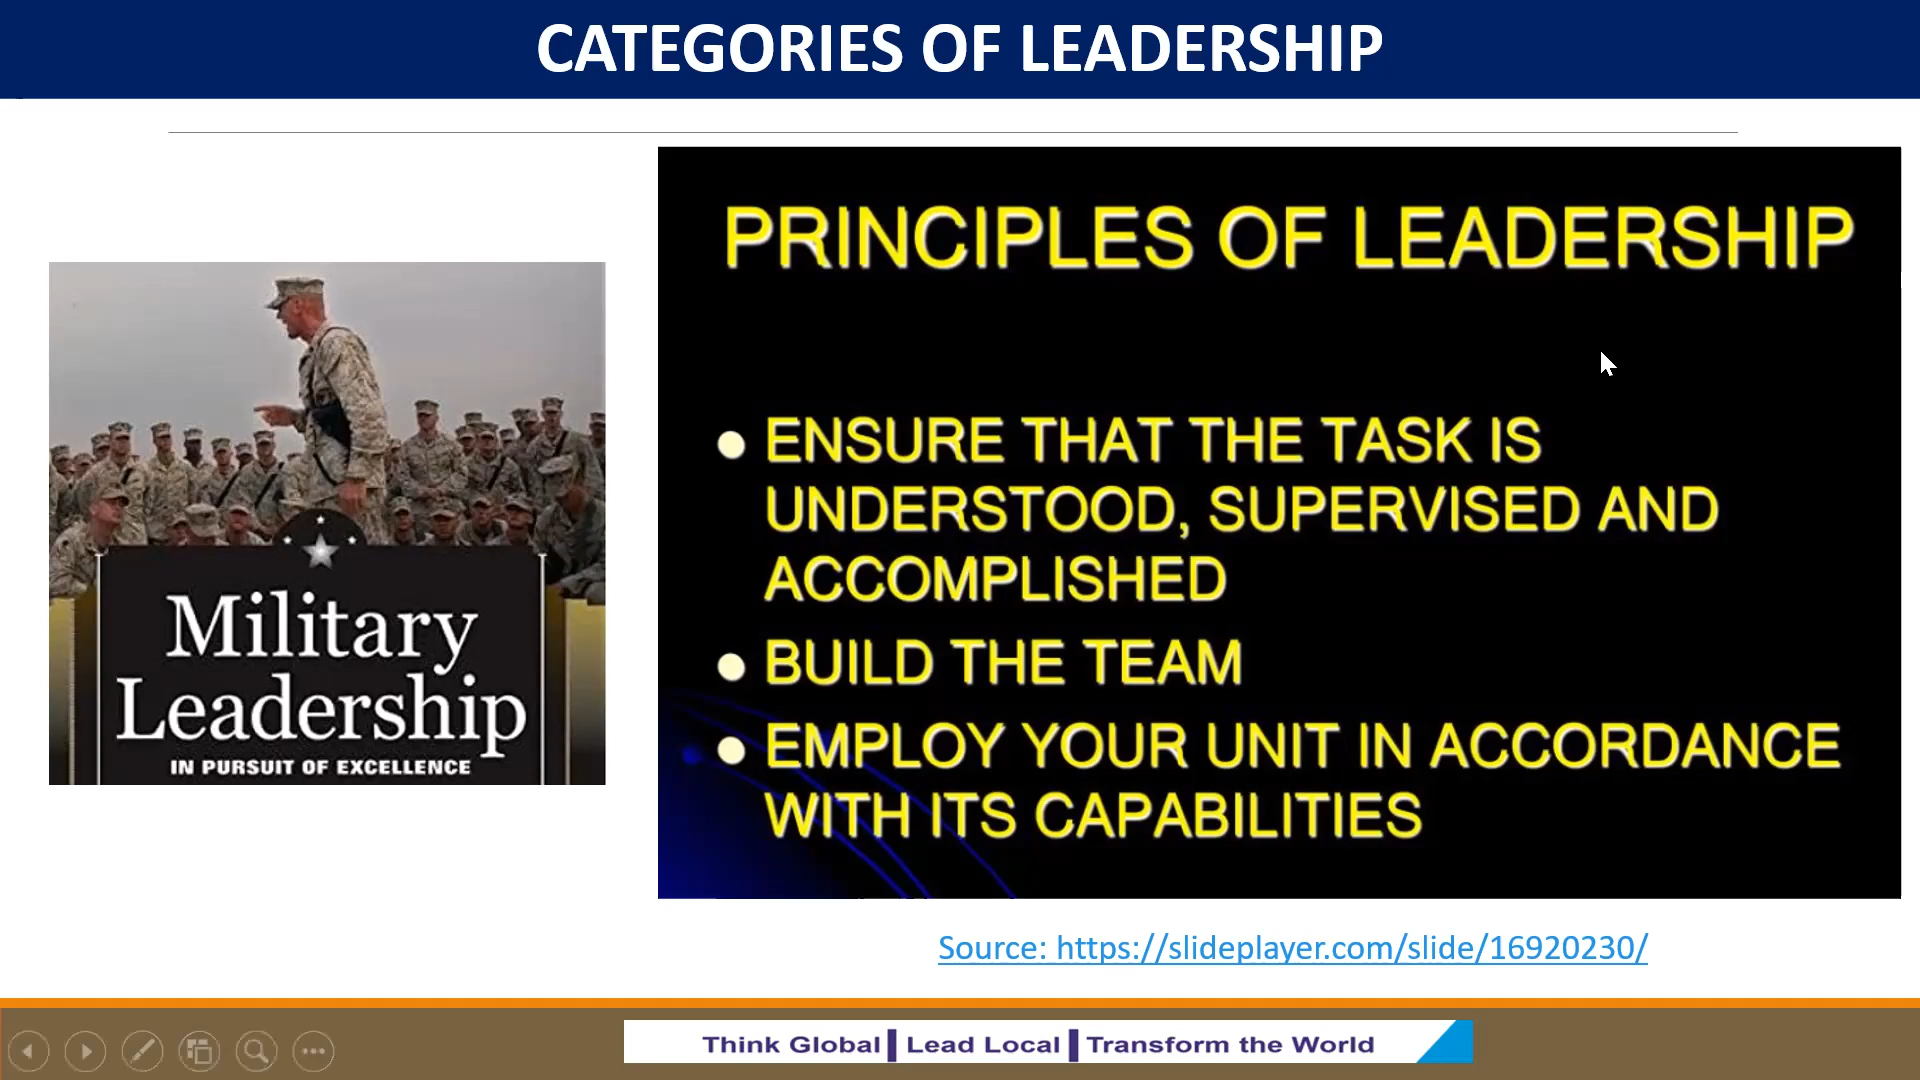 CATEGORIES OF LEADERSHIP
Military
Leadership
IN PURSUIT OF EXCELLENCE
PRINCIPLES OF LEADERSHIP
● ENSURE THAT THE TASK IS
UNDERSTOOD, SUPERVISED AND
ACCOMPLISHED
● BUILD THE TEAM
● EMPLOY YOUR UNIT IN ACCORDANCE
WITH ITS CAPABILITIES
Source: https://slideplayer.com/slide/16920230/
Think Global | Lead Local | Transform the World